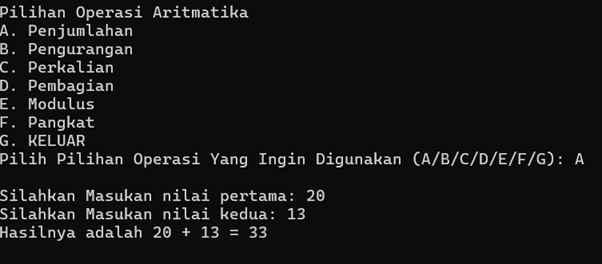 Pilihan Operasi Aritmatika
A. Penjumlahan
B. Pengurangan
C. Perkalian
D. Pembagian
E. Modulus
F. Pangkat
G. KELUAR
Pilih Pilihan Operasi Yang Ingin Digunakan (A/B/C/D/E/F/G): A
Silahkan Masukan nilai pertama: 20
Silahkan Masukan nilai kedua: 13
Hasilnya adalah 20 + 13 = 33